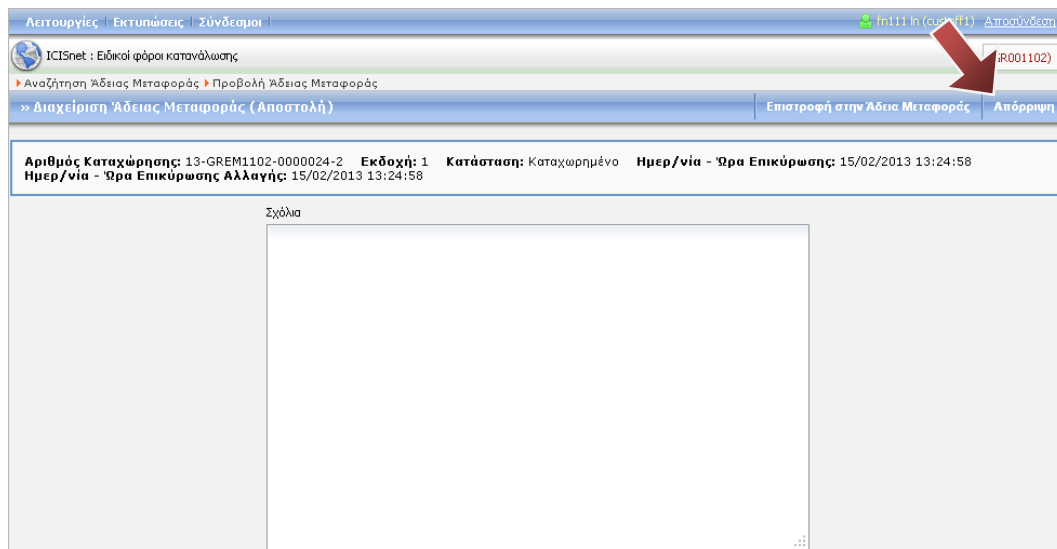 Λειτουργίες | Εκτυπώσεις | Σύνδεσμοι |
fn111 ln Αποσύνδεση
ICISnet : Ειδικοί φόροι κατανάλωσης
R001102)
Αναζήτηση Άδειας Μεταφοράς Προβολή Άδειας Μεταφοράς
» Διαχείριση Άδειας Μεταφοράς (Αποστολή) Επιστροφή στην Άδεια Μεταφοράς Απόρριψη
Αριθμός Καταχώρησης: 13-GREM1102-0000024-2 Εκδοχή: 1 Κατάσταση: Καταχωρημένο Ημερ/νία - Ώρα Επικύρωσης: 15/02/2013 13:24:58
Ημερ/νία - Ώρα Επικύρωσης Αλλαγής: 15/02/2013 13:24:58
Σχόλια